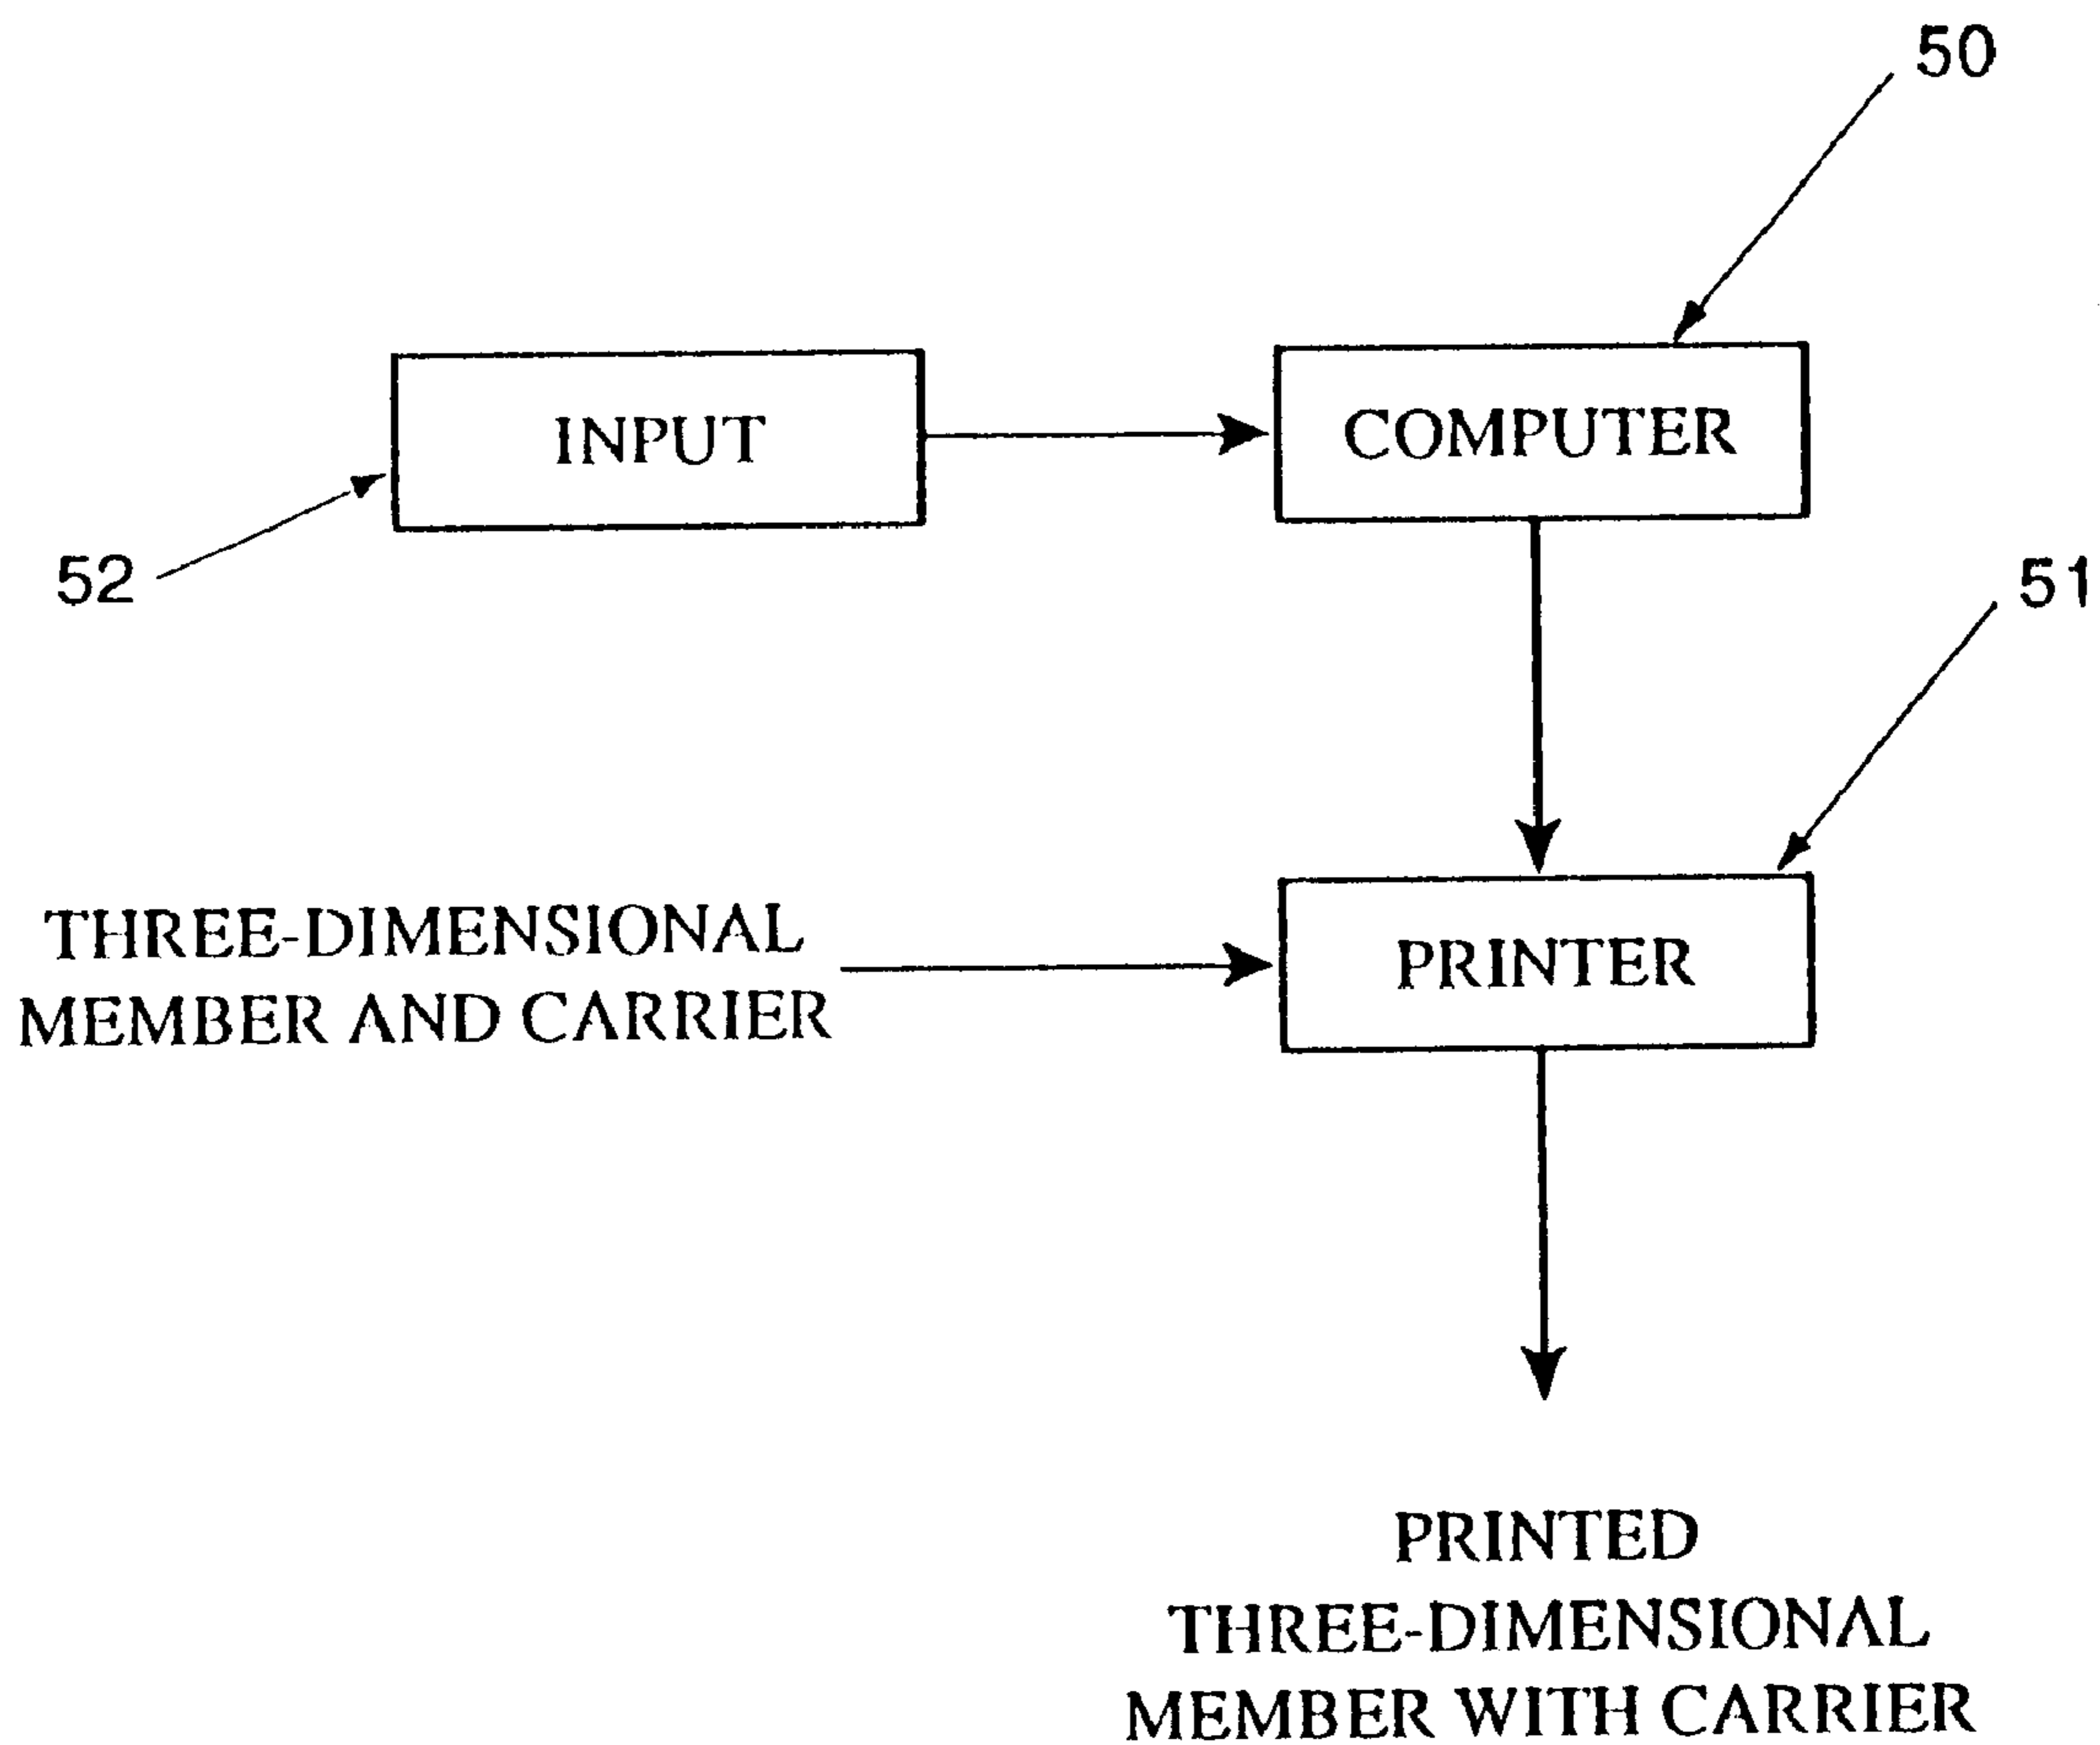 50
INPUT
COMPUTER
52
51
THREE-DIMENSIONAL
MEMBER AND CARRIER
PRINTER
PRINTED
THREE-DIMENSIONAL
MEMBER WITH CARRIER